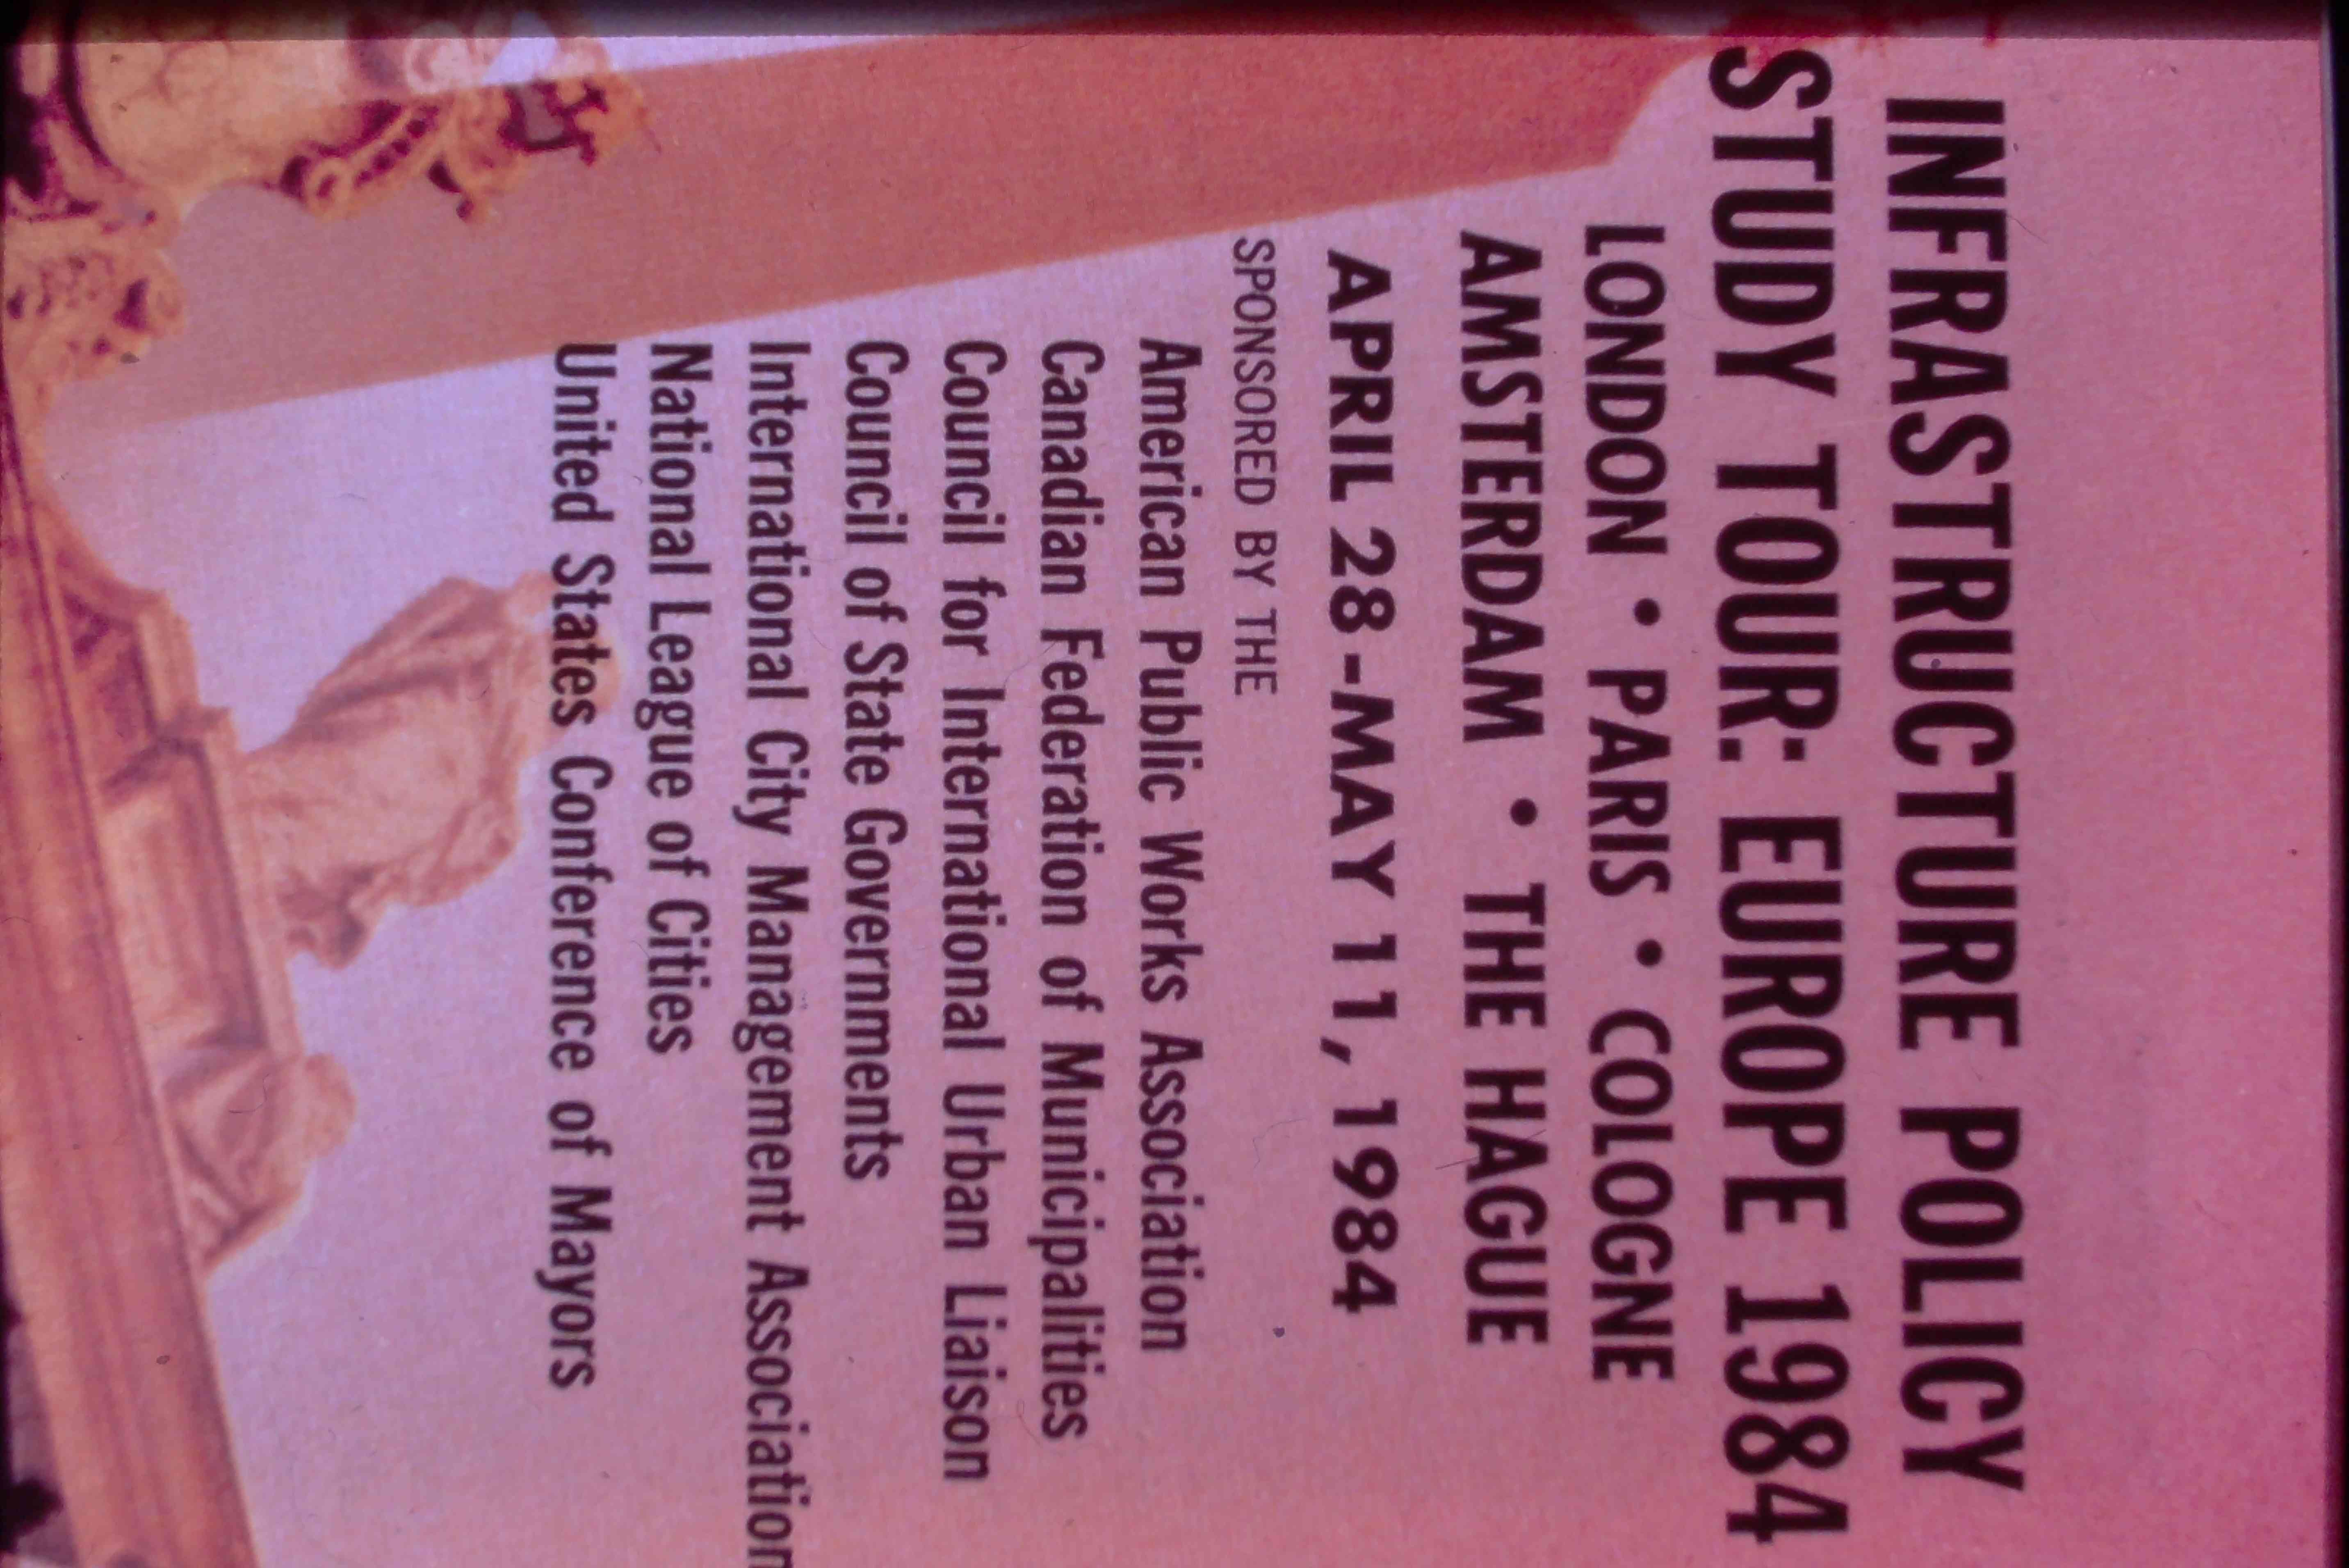 INFRASTRUCTURE POLICY
STUDY TOUR: EUROPE 1984
LONDON • PARIS • COLOGNE
AMSTERDAM • THE HAGUE
APRIL 28-MAY 11, 1984
SPONSORED BY THE
American Public Works Association
Canadian Federation of Municipalities
Council for International Urban Liaison
Council of State Governments
International City Management Association
National League of Cities
United States Conference of Mayors